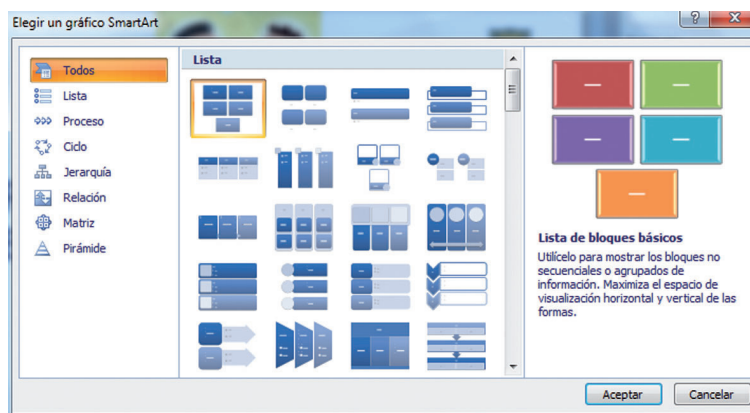 Elegir un gráfico SmartArt
Todos
Lista
Proceso
Ciclo
Jerarquía
Relación
Matriz
Pirámide
Lista
Lista de bloques básicos
Utilícelo para mostrar los bloques no
secuenciales o agrupados de
información. Maximiza el espacio de
visualización horizontal y vertical de las
formas.
Aceptar
Cancelar